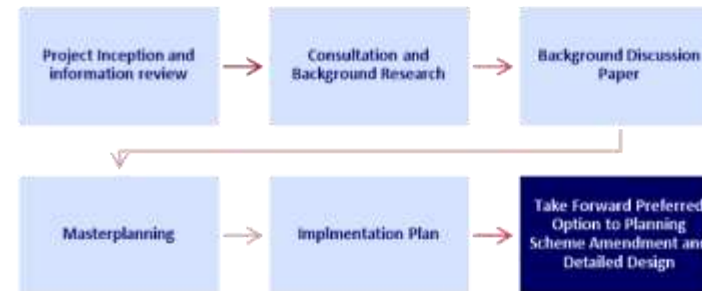 Project Inception and
information review
Consultation and
Background Research
Background Discussion
Paper
Masterplanning
Implmentation Plan
Take Forward Preferred
Option to Planning
Scheme Amendment and
Detailed Design